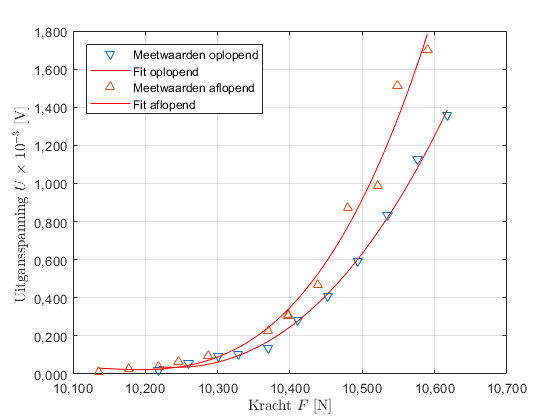 1,800
1,600
1,400
1,200
1,000
0,800
0,600
0,400
0,200
0,000
Uitgansspanning U × 10⁻³ [V]
Meetwaarden oplopend
Fit oplopend
Meetwaarden aflopend
Fit aflopend
10,100 10,200 10,300 10,400 10,500 10,600 10,700
Kracht F [N]